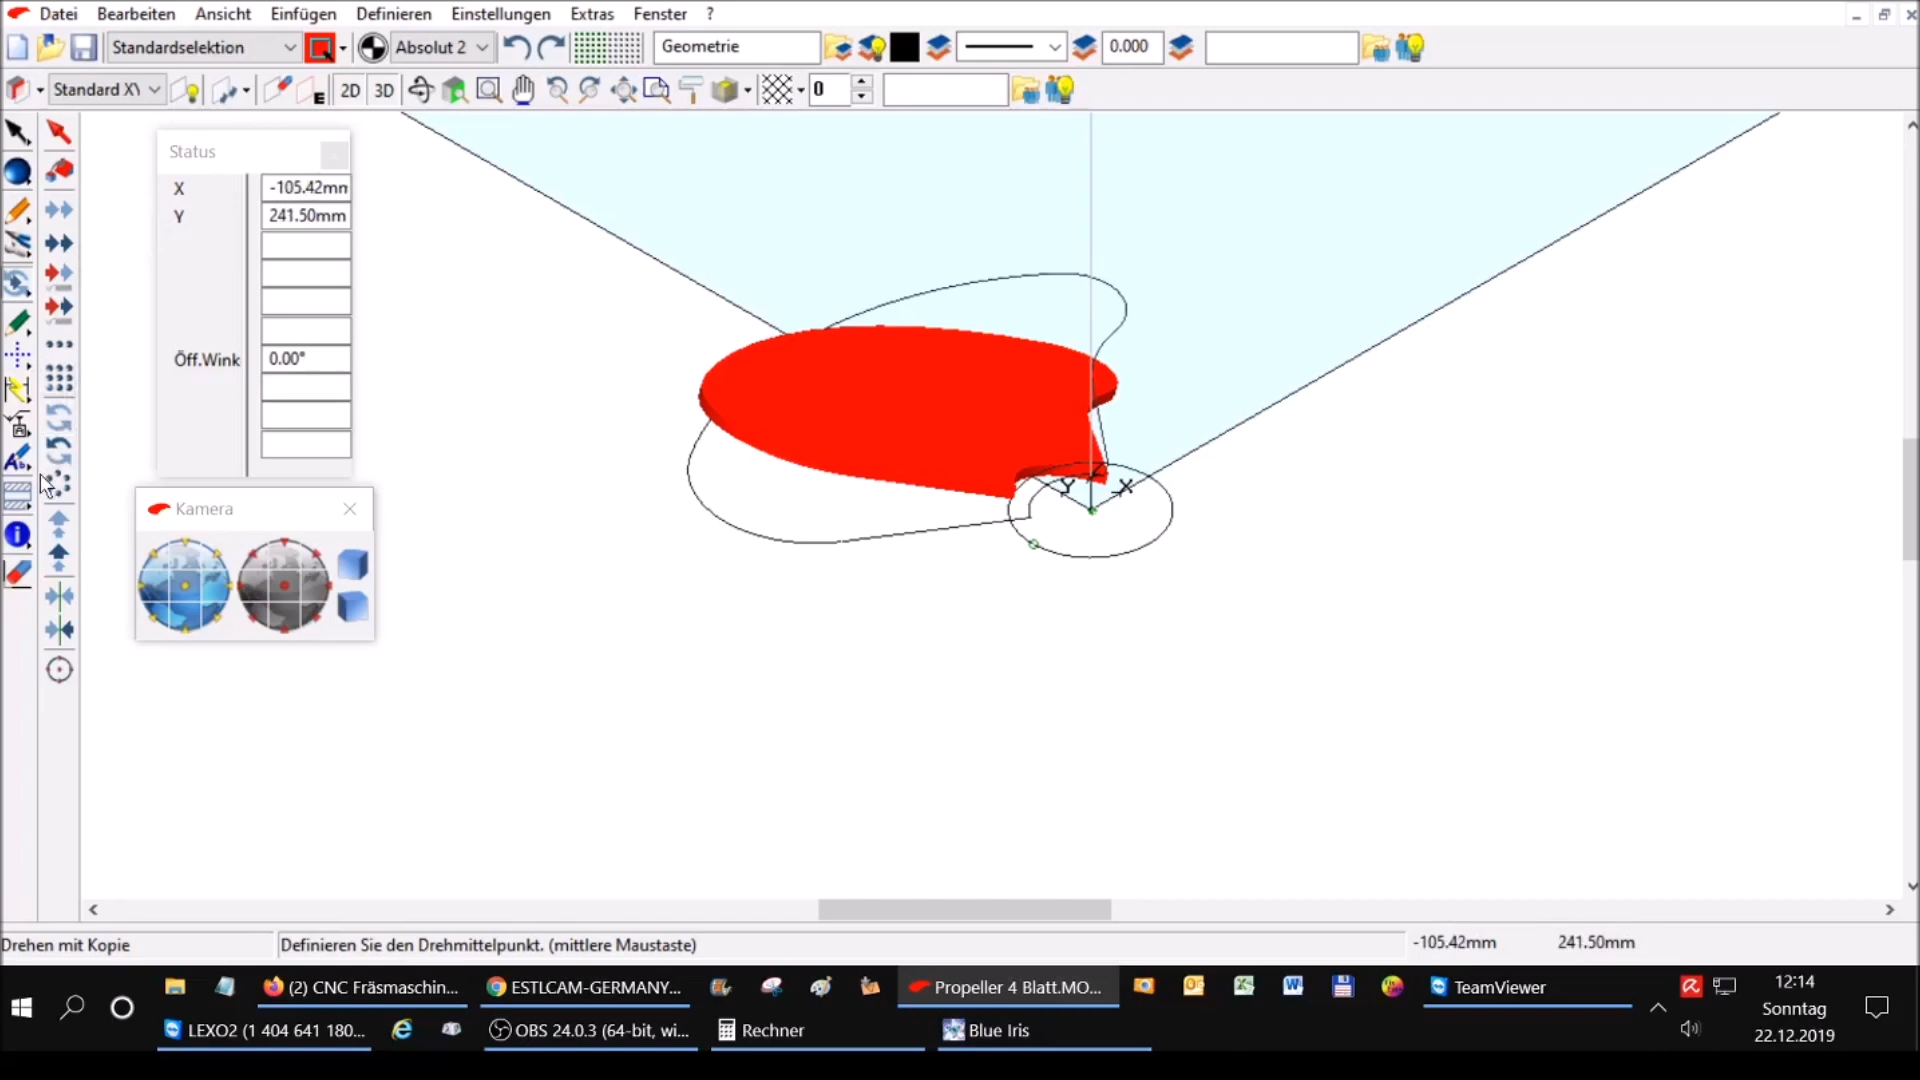 Datei Bearbeiten Ansicht Einfügen Definieren Einstellungen Extras Fenster ?
Standardselektion Absolut 2 Geometrie 0.000
Standard XY 2D 3D 0
Status
X -105.42mm
Y 241.50mm
Öff.Wink 0.00°
Kamera
Y X
Drehen mit Kopie Definieren Sie den Drehmittelpunkt. (mittlere Maustaste) -105.42mm 241.50mm
(2) CNC Fräsmaschin... ESTLCAM-GERMANY... Propeller 4 Blatt.MO... TeamViewer 12:14
Sonntag
LEXO2 (1 404 641 180... OBS 24.0.3 (64-bit, wi... Rechner Blue Iris 22.12.2019